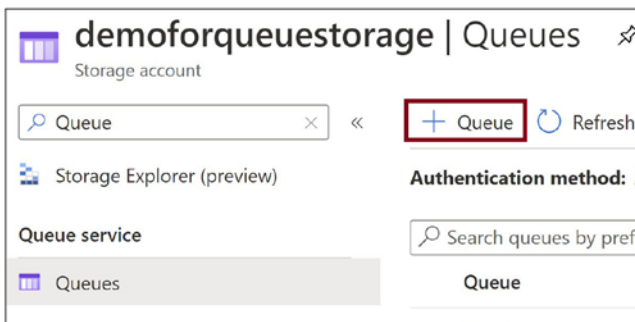 demoforqueuestorage | Queues
Storage account
Queue
Storage Explorer (preview)
Queue service
Queues
Queue
Refresh
Authentication method:
Search queues by pref
Queue